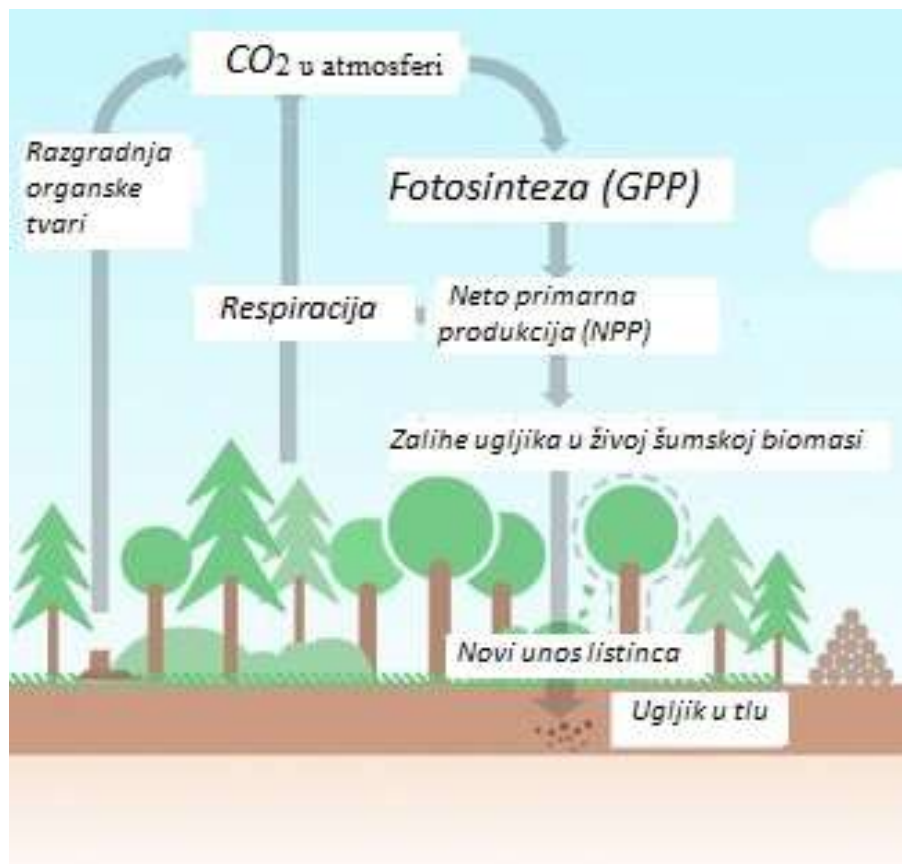 CO2 u atmosferi
Razgradnja
organske
tvari
Fotosinteza (GPP)
Respiracija
Neto primarna
produkcija (NPP)
Zalihe ugljika u živoj šumskoj biomasi
Novi unos listinca
Ugljik u tlu